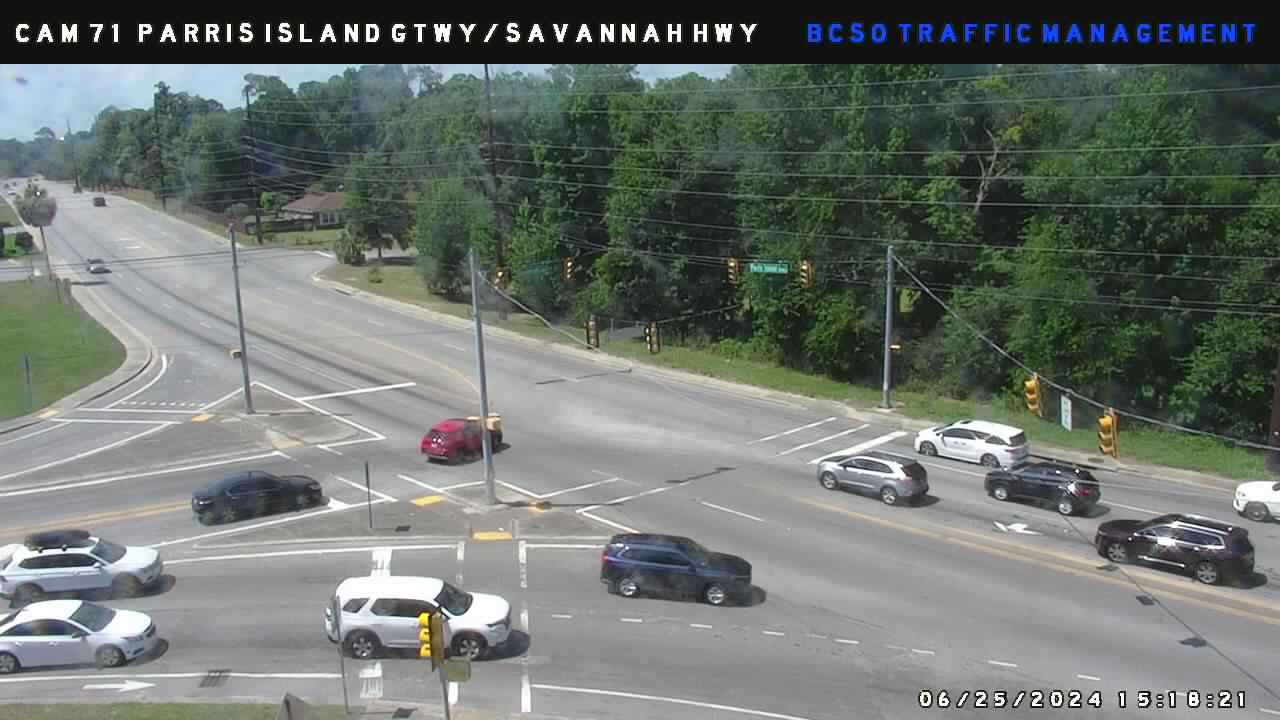 CAM 71 PARRIS ISLAND GTWY/SAVANNAH HWY
BCSO TRAFFIC MANAGEMENT
06/25/2024 15:18:21